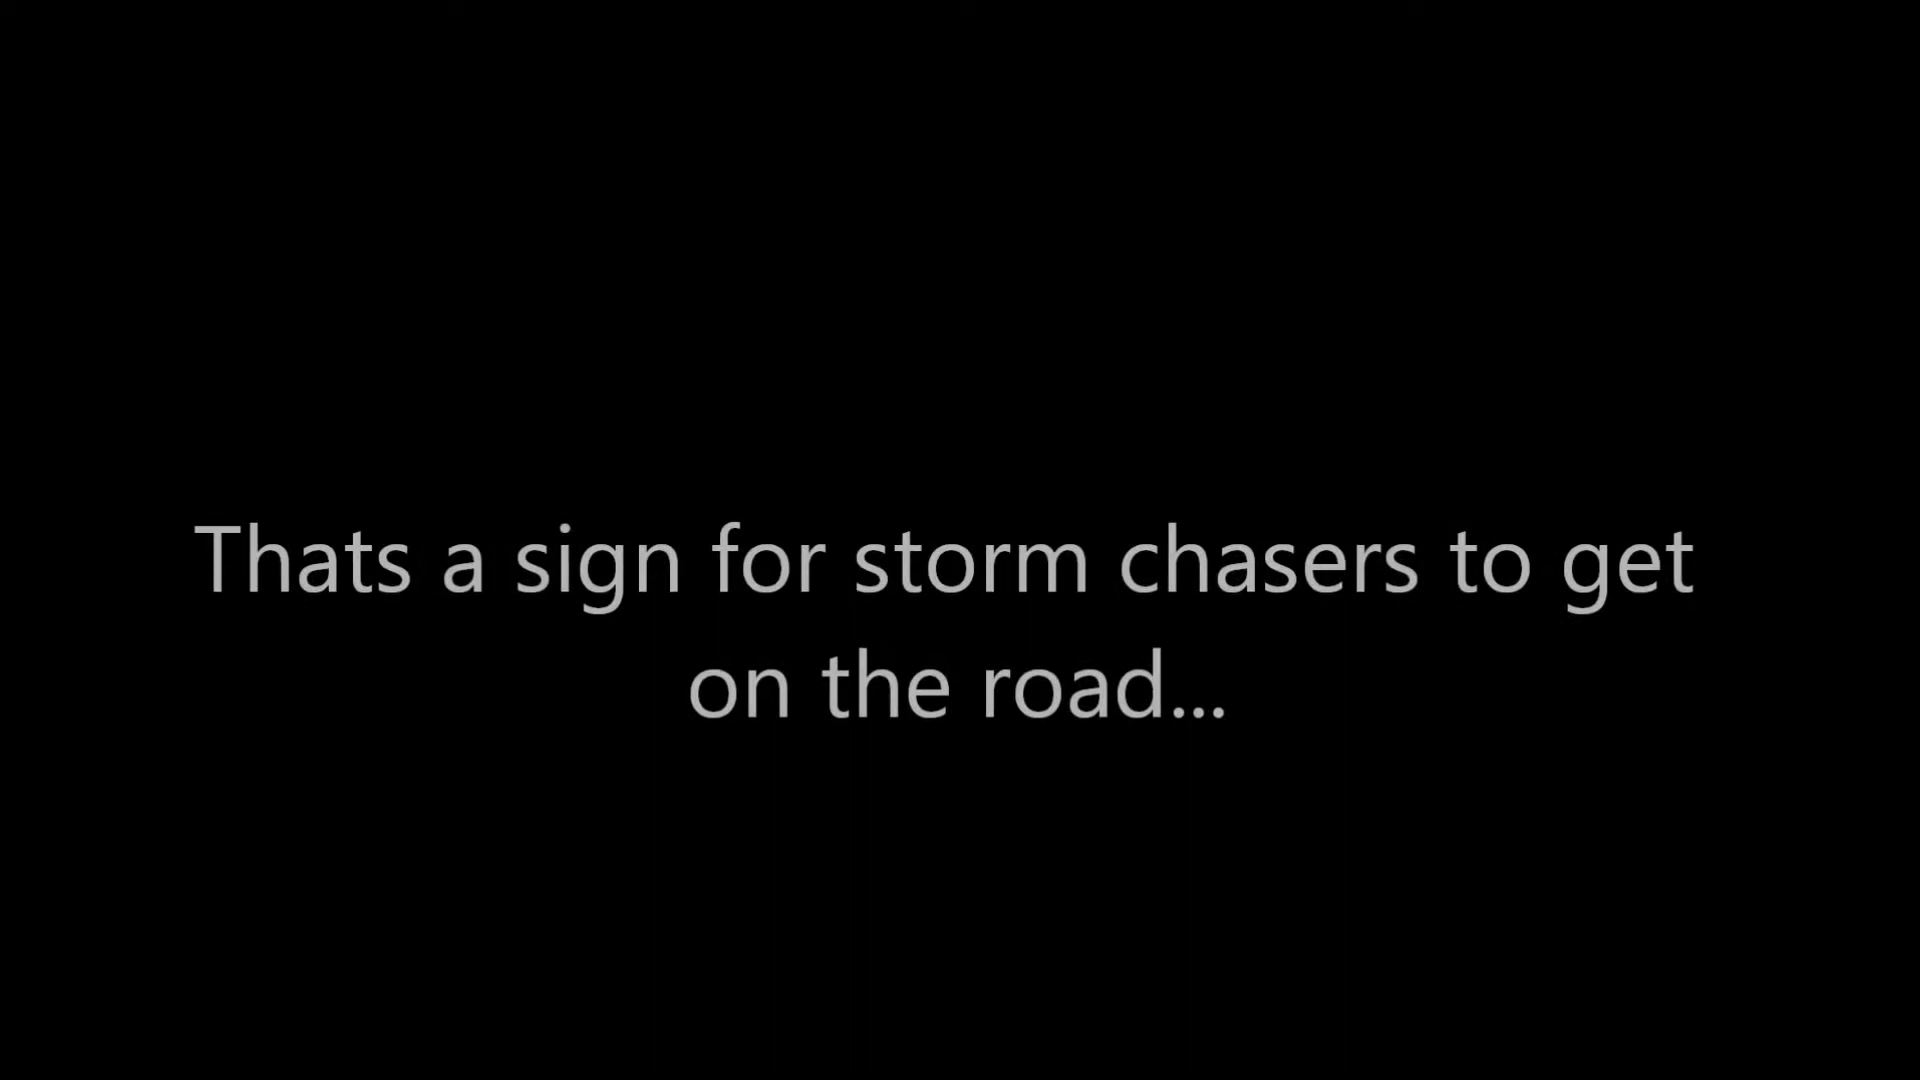 Thats a sign for storm chasers to get
on the road...